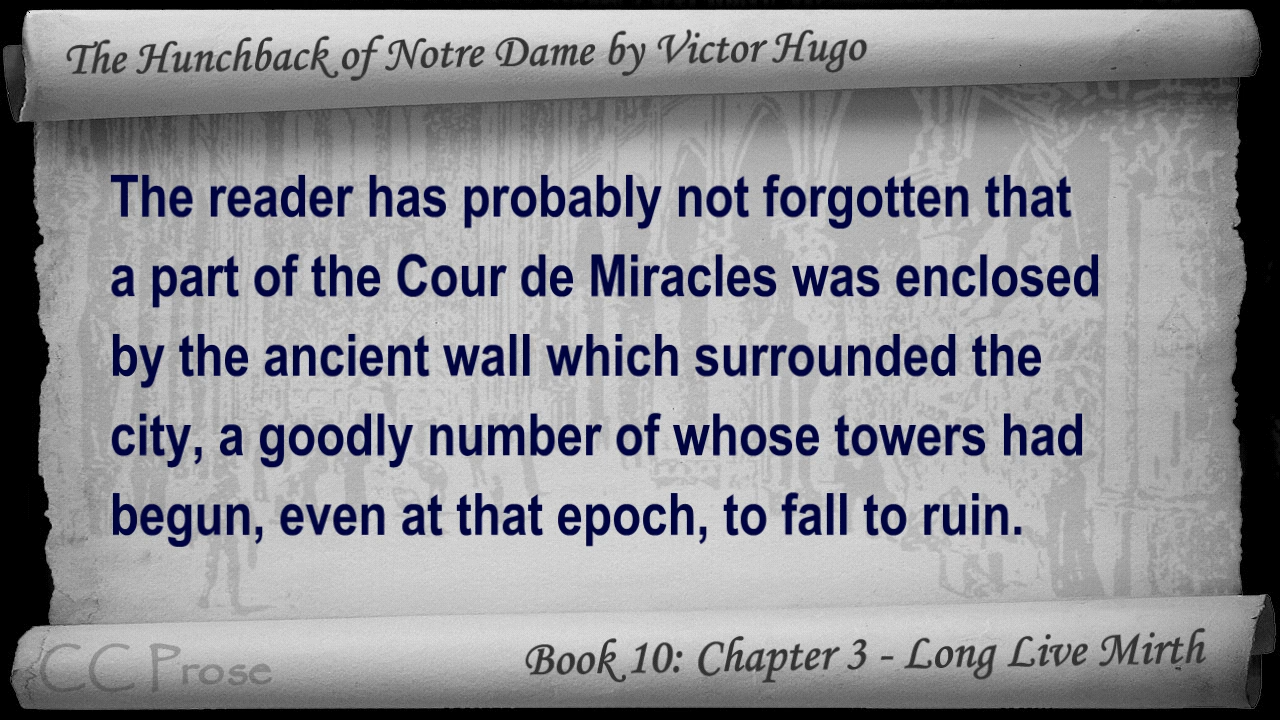 The Hunchback of Notre Dame by Victor Hugo
The reader has probably not forgotten that
a part of the Cour de Miracles was enclosed
by the ancient wall which surrounded the
city, a goodly number of whose towers had
begun, even at that epoch, to fall to ruin.
CC Prose
Book 10: Chapter 3 - Long Live Mirth